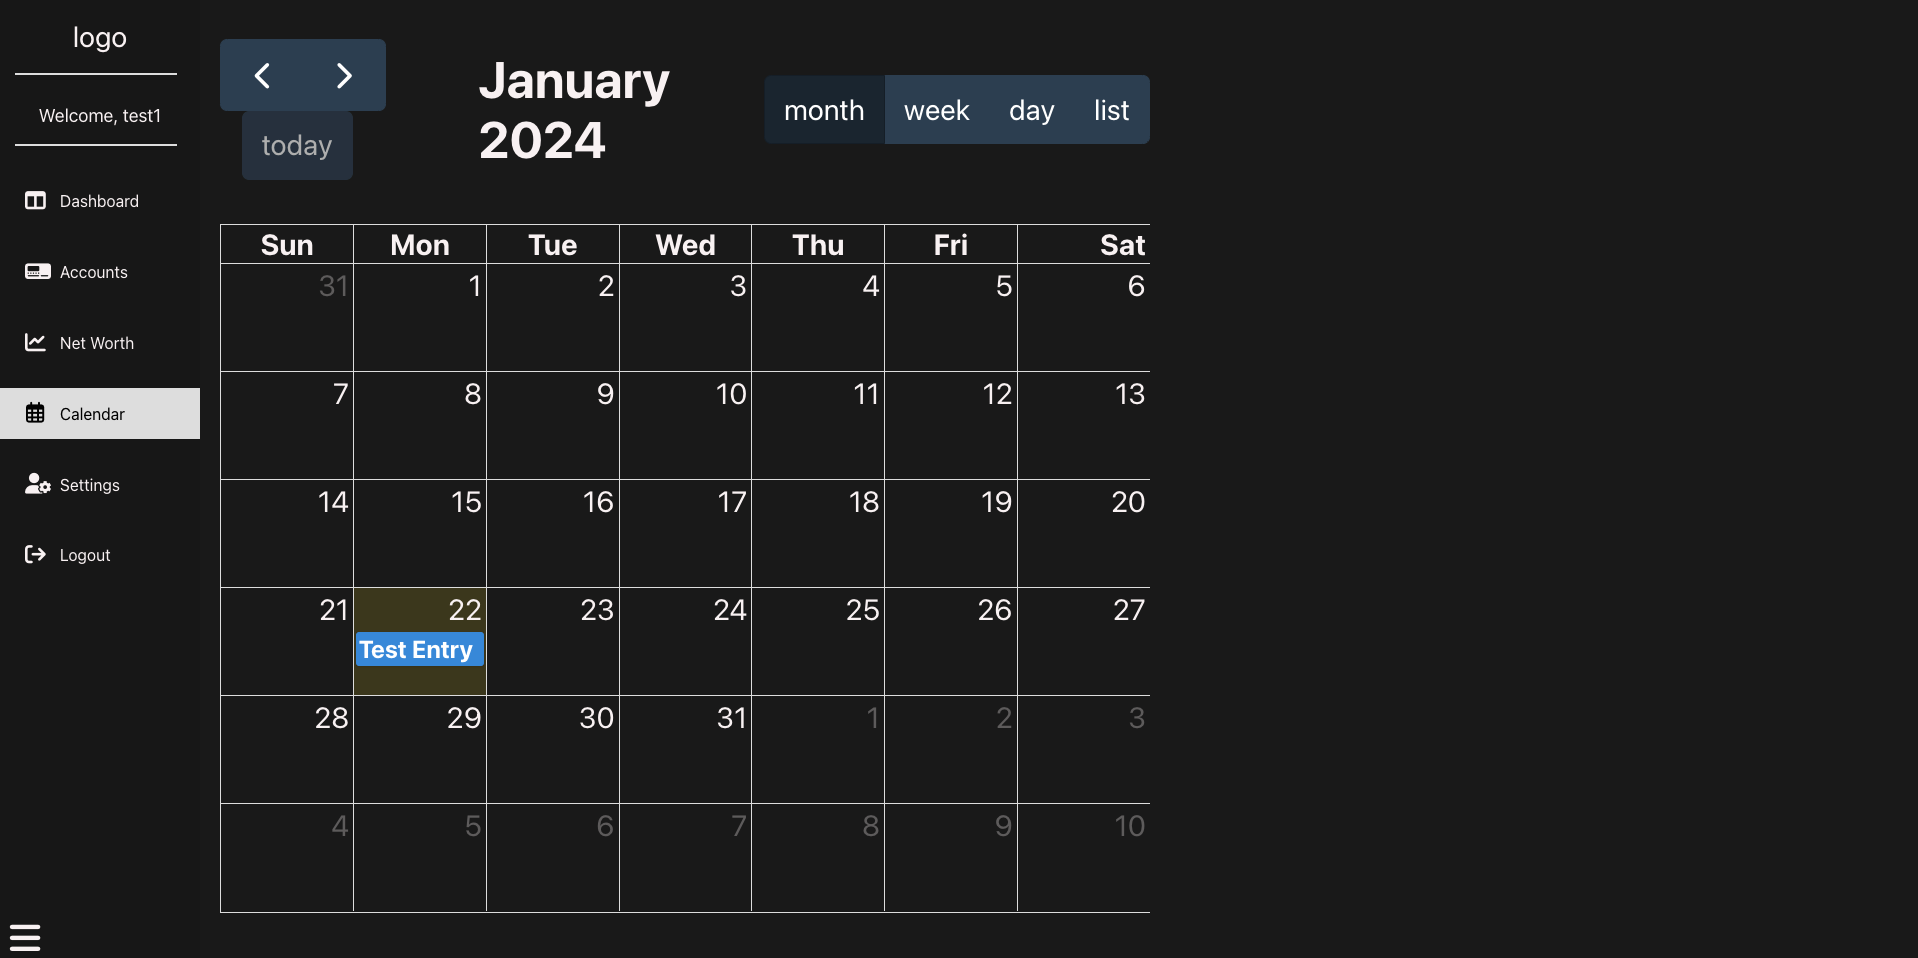 logo
Welcome, test1
Dashboard
Accounts
Net Worth
Calendar
Settings
Logout
today
January
2024
month week day list
Sun Mon Tue Wed Thu Fri Sat
31 1 2 3 4 5 6
7 8 9 10 11 12 13
14 15 16 17 18 19 20
21 22 23 24 25 26 27
Test Entry
28 29 30 31 1 2 3
4 5 6 7 8 9 10